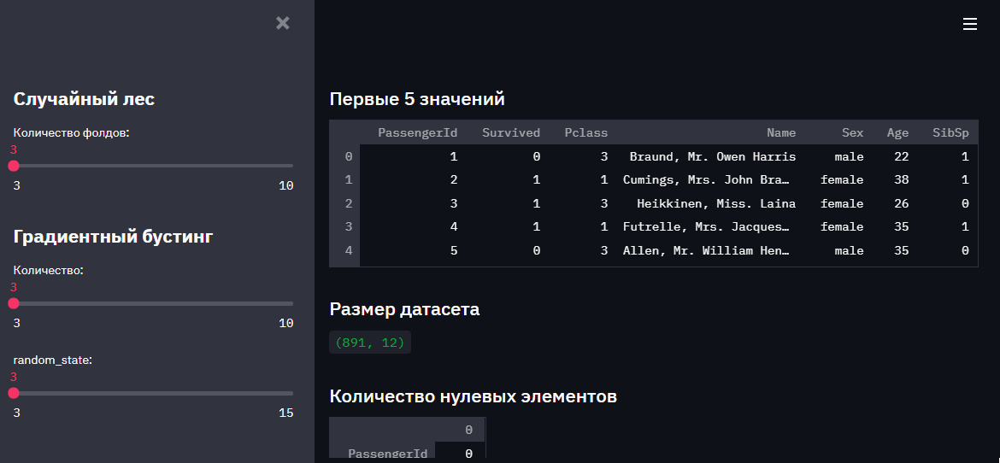 Случайный лес
Количество фолдов:
3
3 10
Градиентный бустинг
Количество:
3
3 10
random_state:
3
3 15
Первые 5 значений
PassengerId Survived Pclass Name Sex Age SibSp
0 1 0 3 Braund, Mr. Owen Harris male 22 1
1 2 1 1 Cumings, Mrs. John Bra… female 38 1
2 3 1 3 Heikkinen, Miss. Laina female 26 0
3 4 1 1 Futrelle, Mrs. Jacques… female 35 1
4 5 0 3 Allen, Mr. William Hen… male 35 0
Размер датасета
(891, 12)
Количество нулевых элементов
0
PassengerId 0